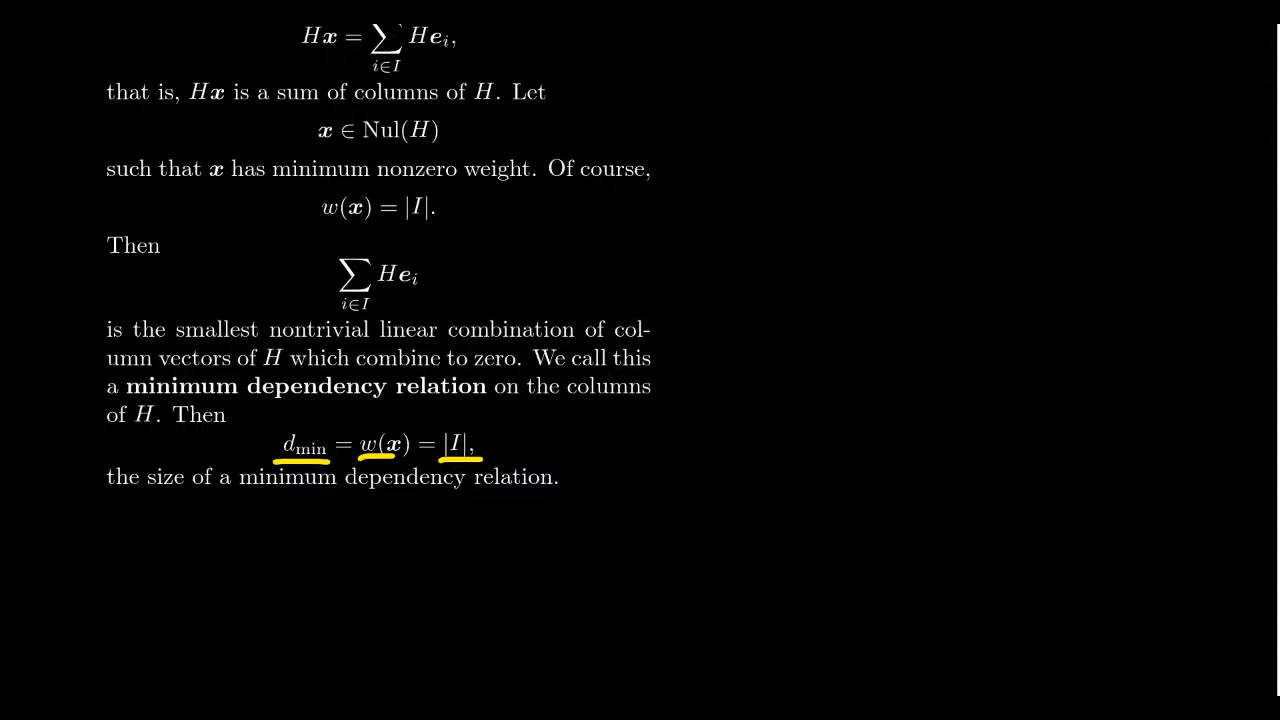 H𝒙 = ∑_{i∈I} H𝒆ᵢ,
that is, H𝒙 is a sum of columns of H. Let
𝒙 ∈ Nul(H)
such that 𝒙 has minimum nonzero weight. Of course,
w(𝒙) = |I|.
Then
∑_{i∈I} H𝒆ᵢ
is the smallest nontrivial linear combination of col-
umn vectors of H which combine to zero. We call this
a minimum dependency relation on the columns
of H. Then
d_min = w(𝒙) = |I|,
the size of a minimum dependency relation.